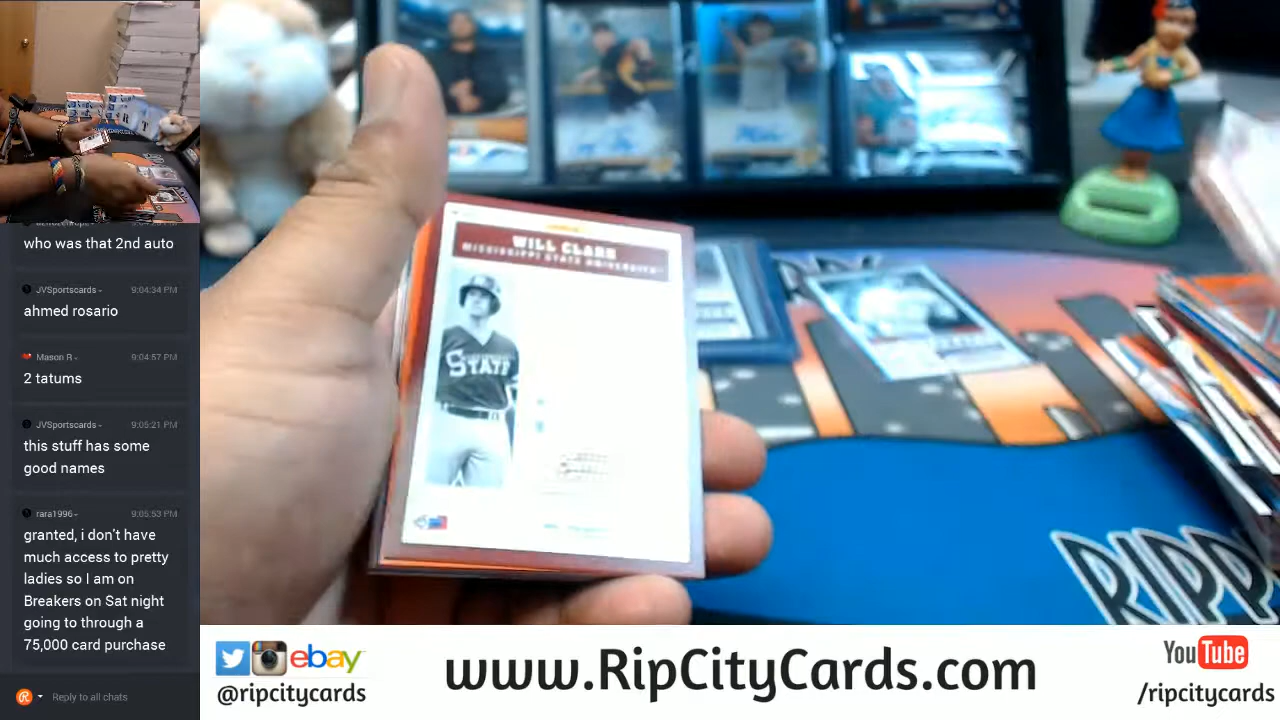 who was that 2nd auto
JVSportscards - 9:04:34 PM
ahmed rosario
Mason R - 9:04:57 PM
2 tatums
JVSportscards - 9:05:21 PM
this stuff has some
good names
rara1996 - 9:05:53 PM
granted, i don't have
much access to pretty
ladies so I am on
Breakers on Sat night
going to through a
75,000 card purchase
Reply to all chats
WILL CLARK
MISSISSIPPI STATE UNIVERSITY
STATE
RIPP
ebay
@ripcitycards
www.RipCityCards.com
YouTube
/ripcitycards